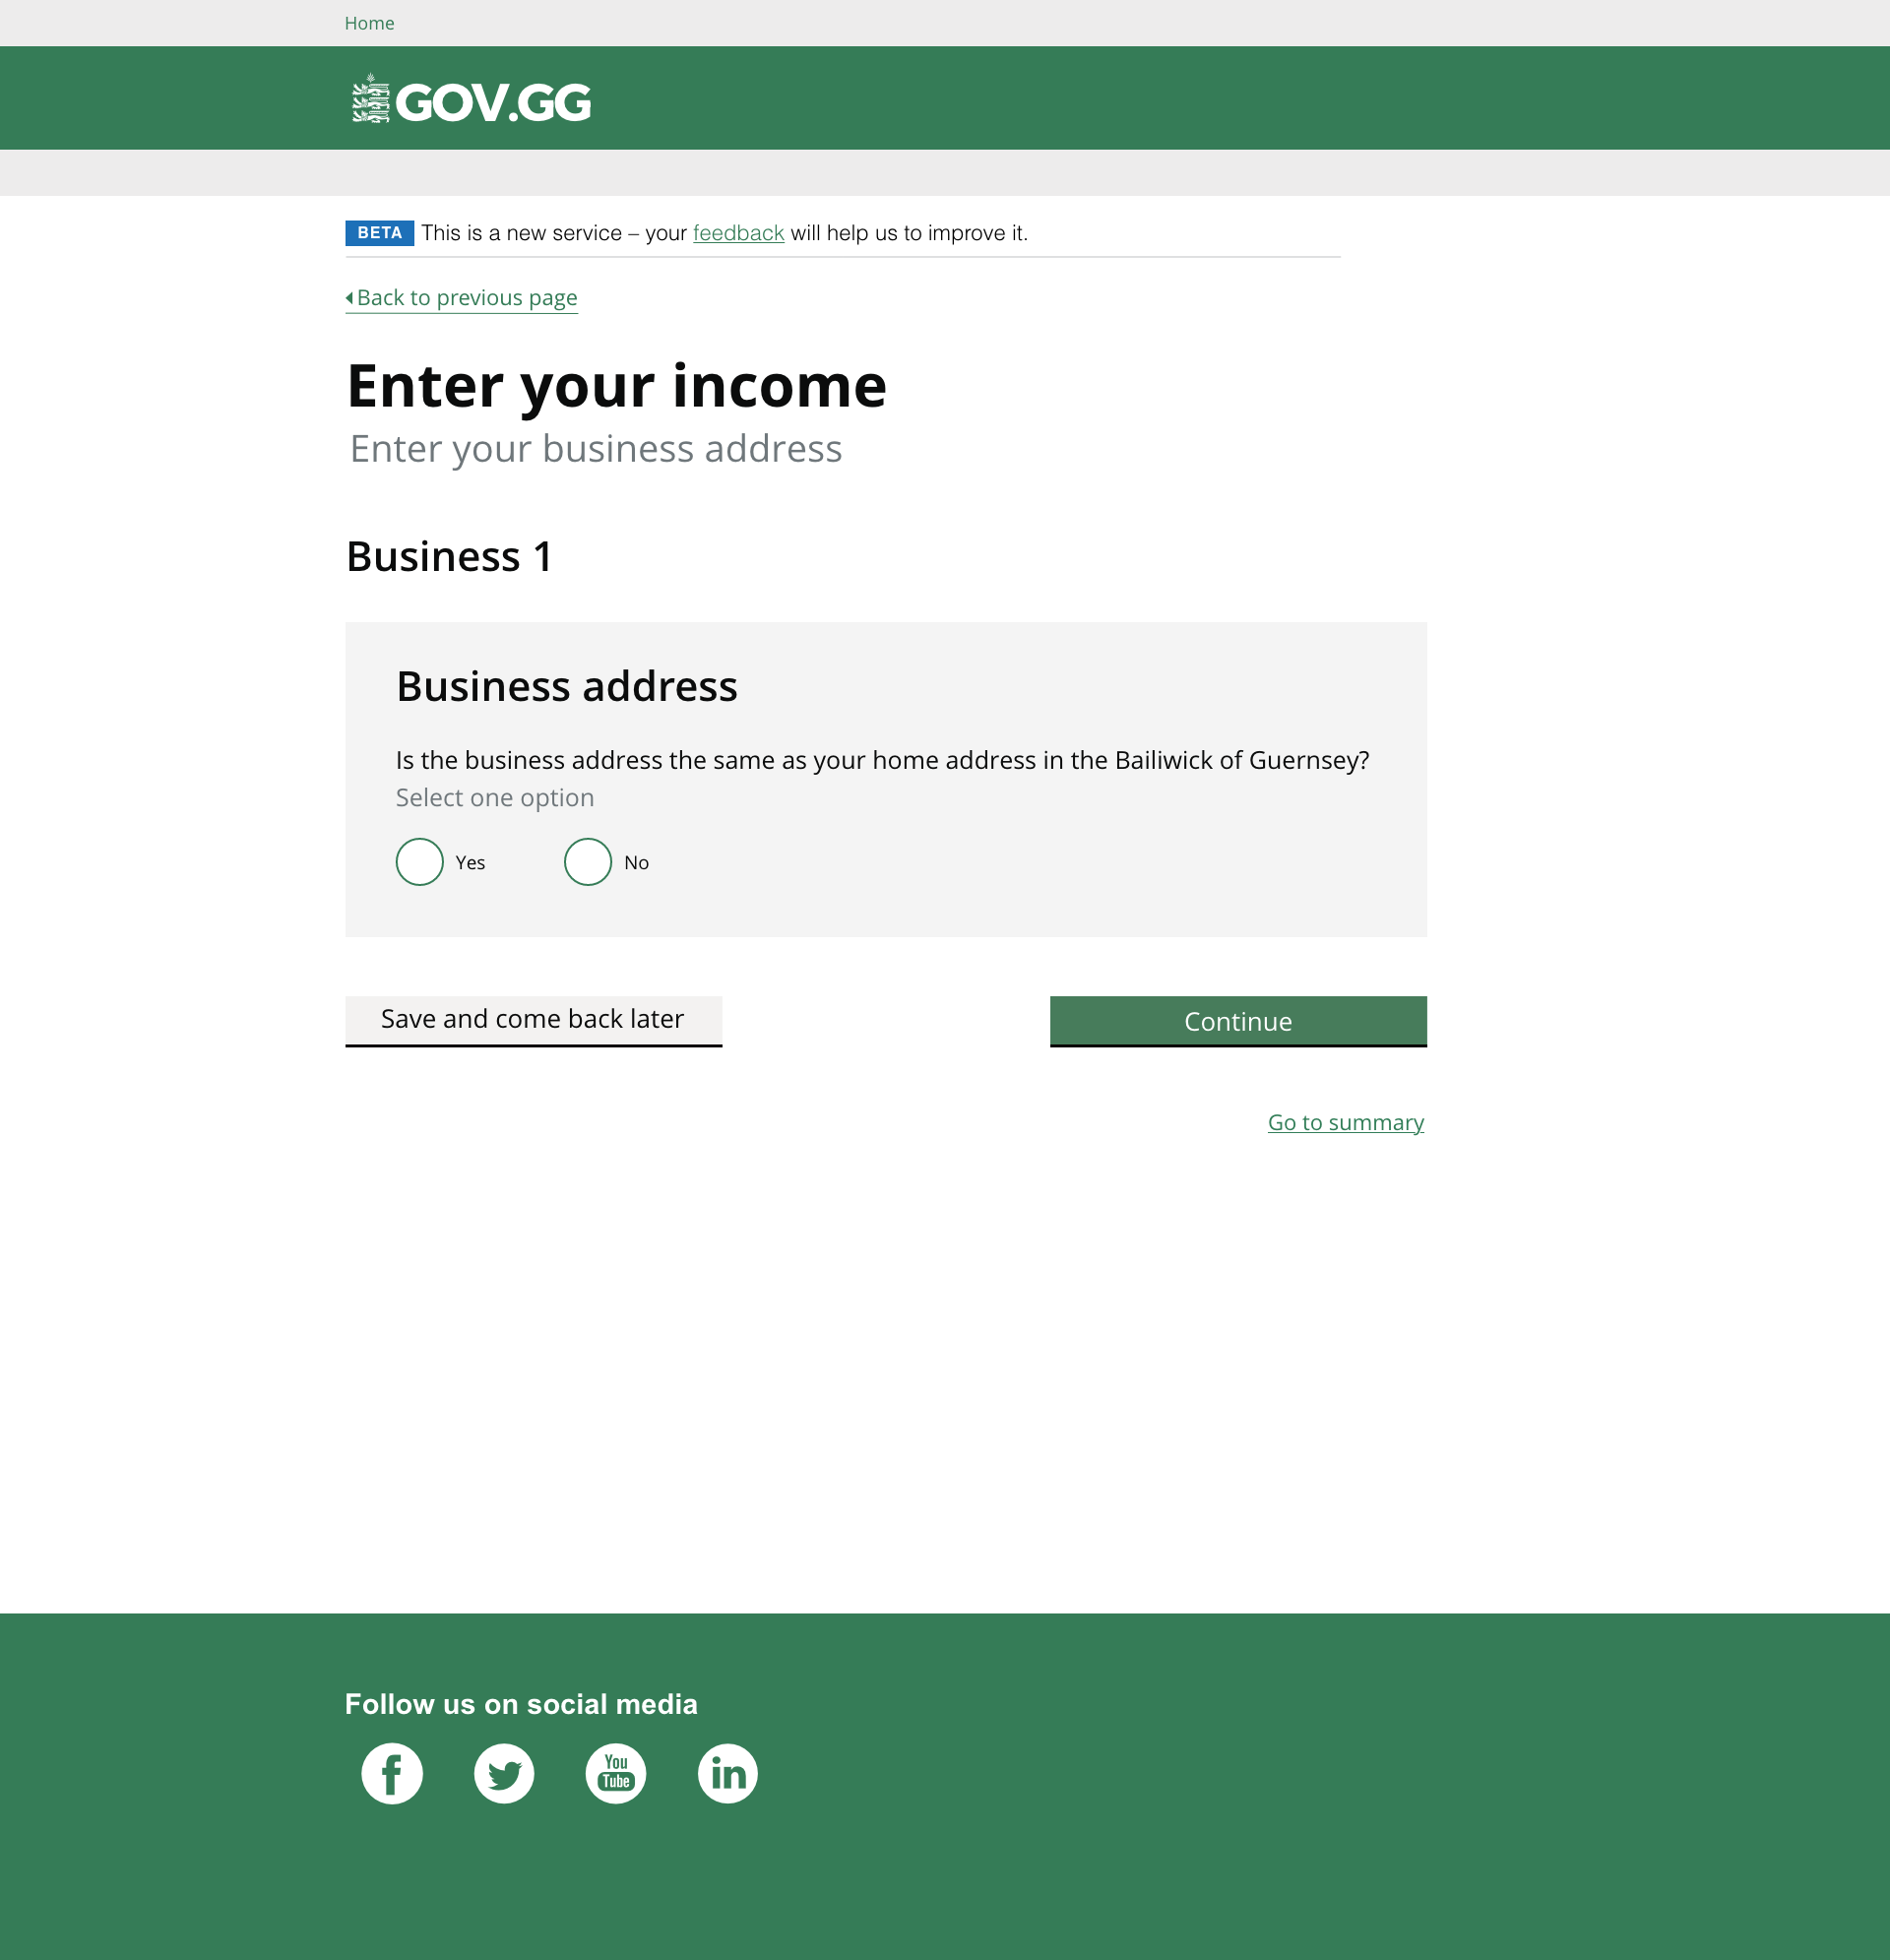 Home
GOV.GG
BETA This is a new service – your feedback will help us to improve it.
Back to previous page
Enter your income
Enter your business address
Business 1
Business address
Is the business address the same as your home address in the Bailiwick of Guernsey?
Select one option
Yes No
Save and come back later Continue
Go to summary
Follow us on social media
f You Tube in